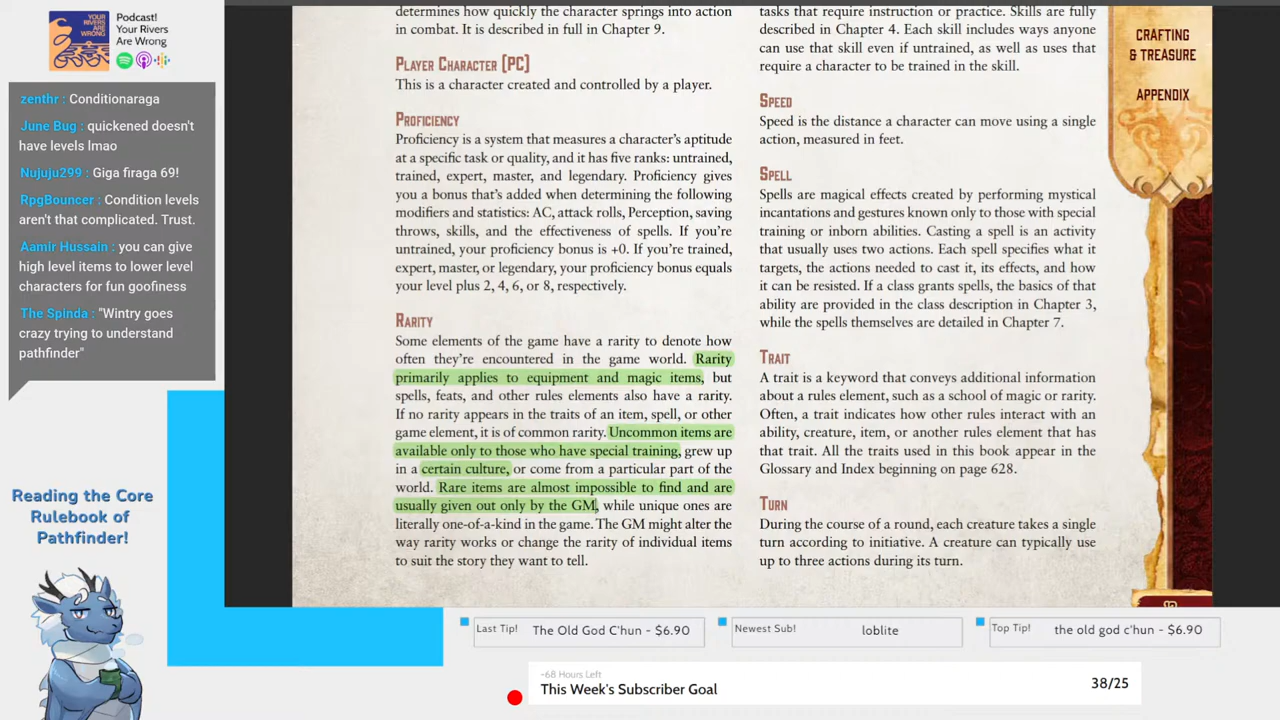 YOUR
RIVERS
ARE
WRONG
Podcast!
Your Rivers
Are Wrong
zenthr : Conditionaraga
June Bug : quickened doesn't
have levels lmao
Nujuju299 : Giga firaga 69!
RpgBouncer : Condition levels
aren't that complicated. Trust.
Aamir Hussain : you can give
high level items to lower level
characters for fun goofiness
The Spinda : "Wintry goes
crazy trying to understand
pathfinder"
Reading the Core
Rulebook of
Pathfinder!
determines how quickly the character springs into action
in combat. It is described in full in Chapter 9.
Player Character (PC)
This is a character created and controlled by a player.
Proficiency
Proficiency is a system that measures a character's aptitude
at a specific task or quality, and it has five ranks: untrained,
trained, expert, master, and legendary. Proficiency gives
you a bonus that's added when determining the following
modifiers and statistics: AC, attack rolls, Perception, saving
throws, skills, and the effectiveness of spells. If you're
untrained, your proficiency bonus is +0. If you're trained,
expert, master, or legendary, your proficiency bonus equals
your level plus 2, 4, 6, or 8, respectively.
Rarity
Some elements of the game have a rarity to denote how
often they're encountered in the game world. Rarity
primarily applies to equipment and magic items, but
spells, feats, and other rules elements also have a rarity.
If no rarity appears in the traits of an item, spell, or other
game element, it is of common rarity. Uncommon items are
available only to those who have special training, grew up
in a certain culture, or come from a particular part of the
world. Rare items are almost impossible to find and are
usually given out only by the GM, while unique ones are
literally one-of-a-kind in the game. The GM might alter the
way rarity works or change the rarity of individual items
to suit the story they want to tell.
tasks that require instruction or practice. Skills are fully
described in Chapter 4. Each skill includes ways anyone
can use that skill even if untrained, as well as uses that
require a character to be trained in the skill.
Speed
Speed is the distance a character can move using a single
action, measured in feet.
Spell
Spells are magical effects created by performing mystical
incantations and gestures known only to those with special
training or inborn abilities. Casting a spell is an activity
that usually uses two actions. Each spell specifies what it
targets, the actions needed to cast it, its effects, and how
it can be resisted. If a class grants spells, the basics of that
ability are provided in the class description in Chapter 3,
while the spells themselves are detailed in Chapter 7.
Trait
A trait is a keyword that conveys additional information
about a rules element, such as a school of magic or rarity.
Often, a trait indicates how other rules interact with an
ability, creature, item, or another rules element that has
that trait. All the traits used in this book appear in the
Glossary and Index beginning on page 628.
Turn
During the course of a round, each creature takes a single
turn according to initiative. A creature can typically use
up to three actions during its turn.
CRAFTING
& TREASURE
APPENDIX
Last Tip! The Old God C'hun - $6.90
Newest Sub! loblite
Top Tip! the old god c'hun - $6.90
-68 Hours Left
This Week's Subscriber Goal
38/25